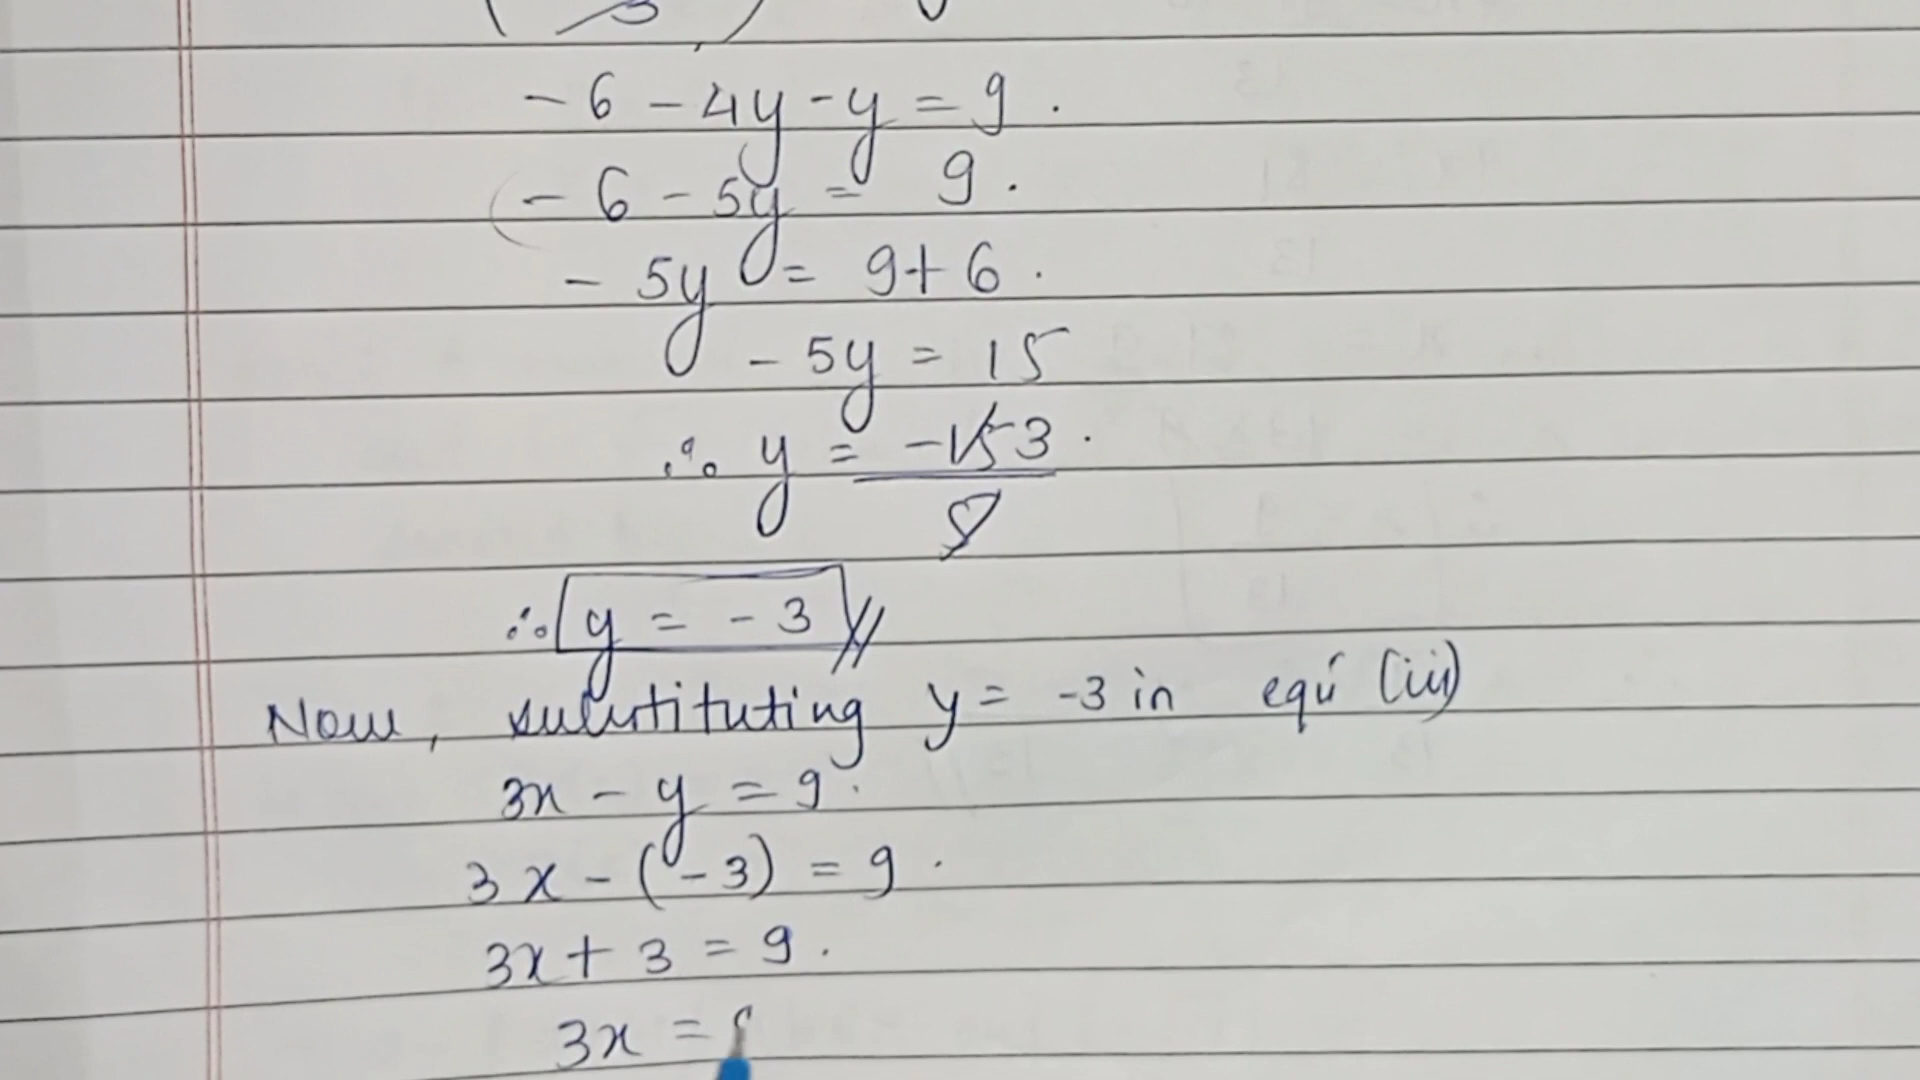 - 6 - 4y - y = 9.
- 6 - 5y = 9.
- 5y = 9 + 6.
- 5y = 15
∴ y = -15 3.
5
∴ y = - 3 //
Now, substituting y = -3 in equ (iii)
3x - y = 9.
3x - (-3) = 9.
3x + 3 = 9.
3x =